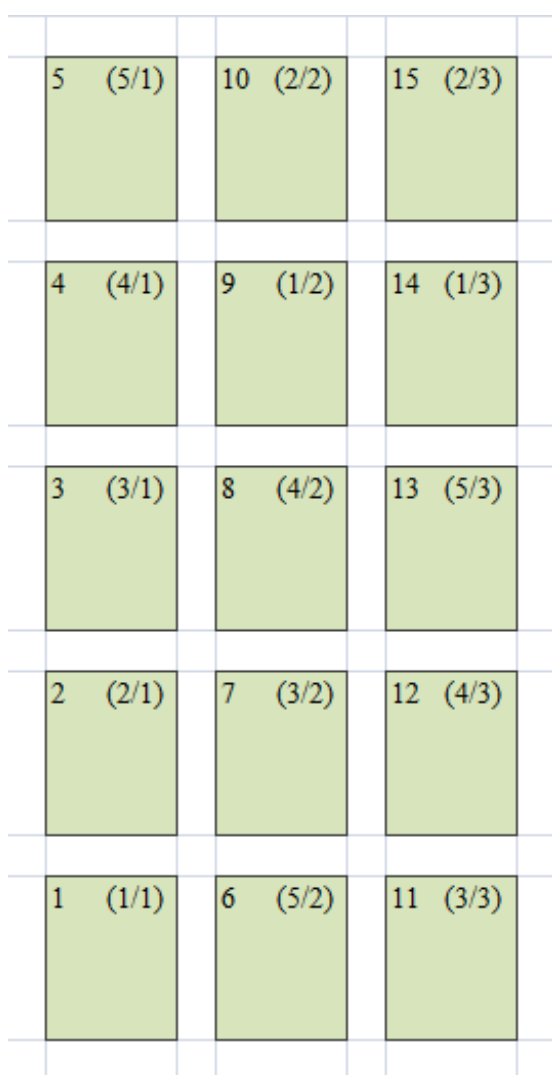 5 (5/1) 10 (2/2) 15 (2/3)
4 (4/1) 9 (1/2) 14 (1/3)
3 (3/1) 8 (4/2) 13 (5/3)
2 (2/1) 7 (3/2) 12 (4/3)
1 (1/1) 6 (5/2) 11 (3/3)